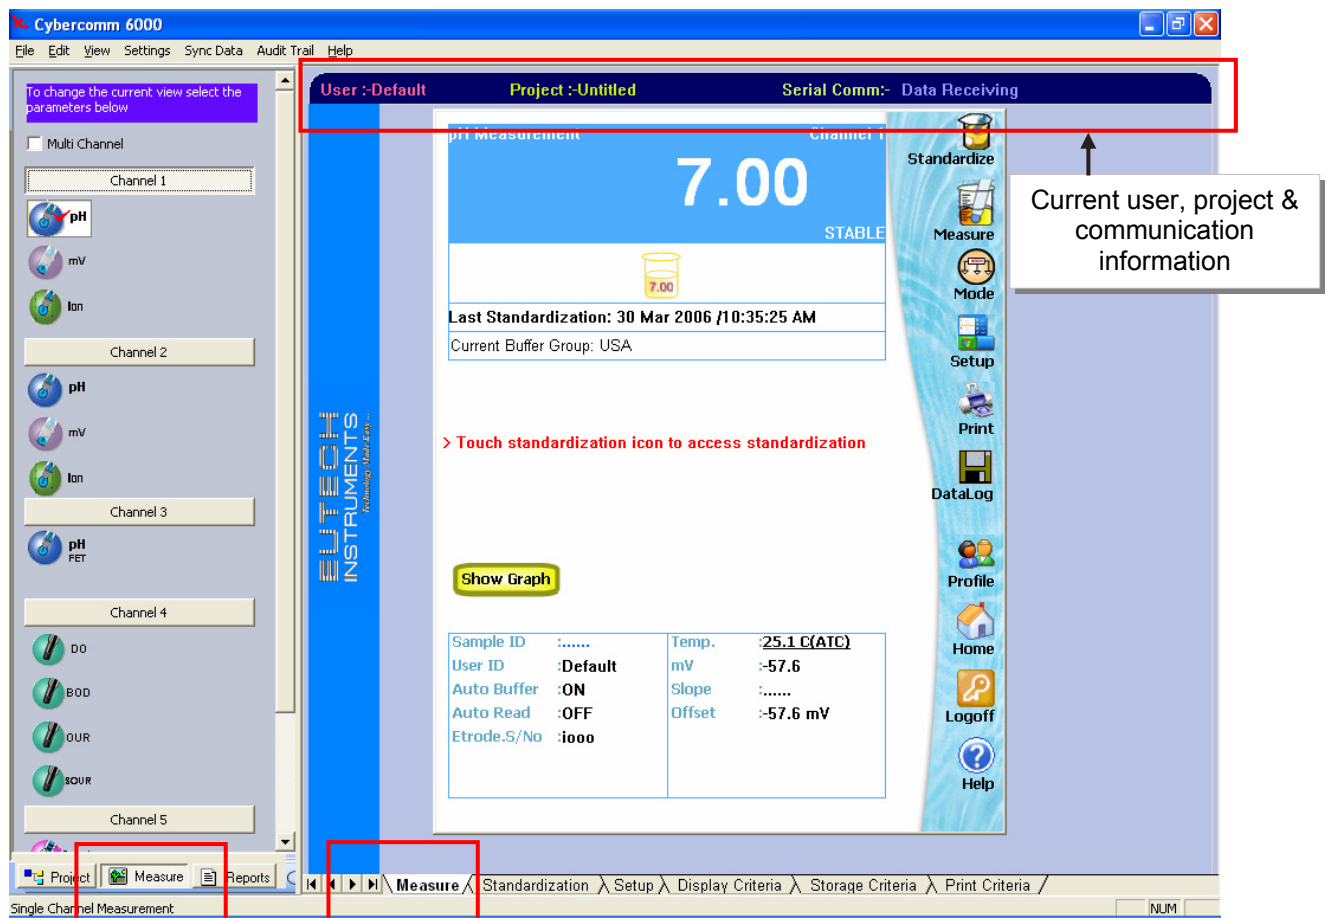 Cybercomm 6000
File Edit View Settings Sync Data Audit Trail Help
To change the current view select the
parameters below
Multi Channel
Channel 1
pH
mV
Ion
Channel 2
pH
mV
Ion
Channel 3
pH
FET
Channel 4
DO
BOD
OUR
SOUR
Channel 5
Project Measure Reports
Single Channel Measurement
User :-Default Project :-Untitled Serial Comm:- Data Receiving
Current user, project &
communication
information
EUTECH
INSTRUMENTS
Technology Made Easy ...
pH Measurement Channel 1
7.00
STABLE
7.00
Last Standardization: 30 Mar 2006 /10:35:25 AM
Current Buffer Group: USA
> Touch standardization icon to access standardization
Show Graph
Sample ID :...... Temp. :25.1 C(ATC)
User ID :Default mV :-57.6
Auto Buffer :ON Slope :......
Auto Read :OFF Offset :-57.6 mV
Etrode.S/No :iooo
Standardize
Measure
Mode
Setup
Print
DataLog
Profile
Home
Logoff
Help
Measure Standardization Setup Display Criteria Storage Criteria Print Criteria
NUM